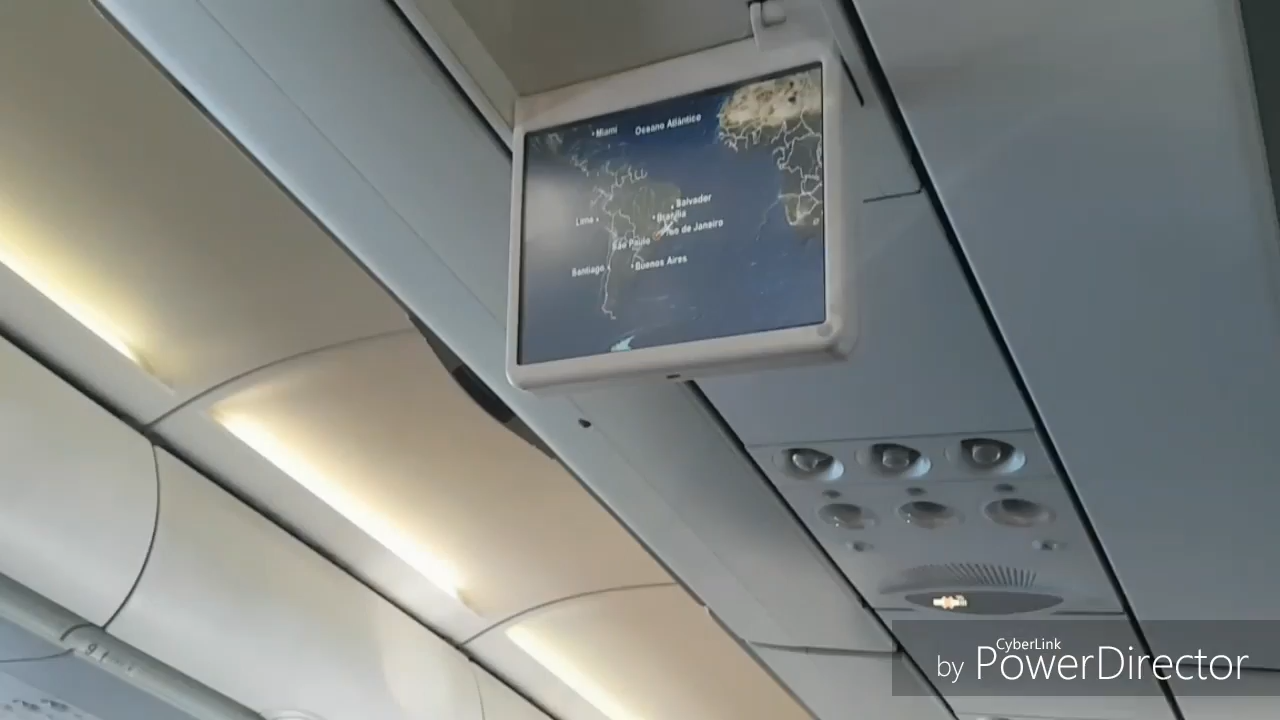 Miami
Oceano Atlântico
Salvador
Lima
Brasília
Rio de Janeiro
São Paulo
Santiago
Buenos Aires
CyberLink
by PowerDirector